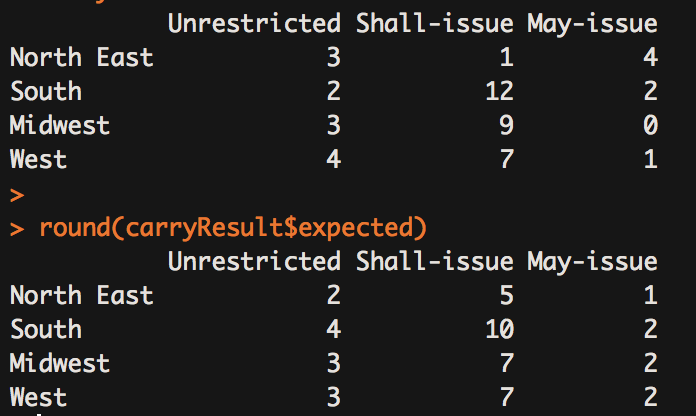 Unrestricted Shall-issue May-issue
North East 3 1 4
South 2 12 2
Midwest 3 9 0
West 4 7 1
>
> round(carryResult$expected)
Unrestricted Shall-issue May-issue
North East 2 5 1
South 4 10 2
Midwest 3 7 2
West 3 7 2